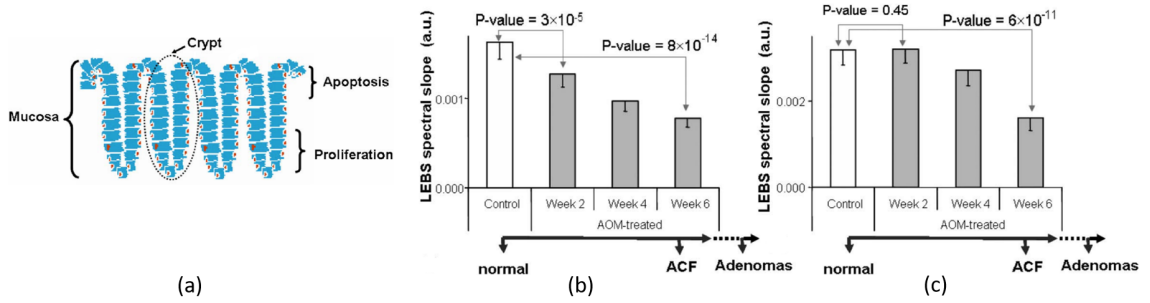 Crypt
Mucosa
Apoptosis
Proliferation
(a)
LEBS spectral slope (a.u.)
P-value = 3×10-5
P-value = 8×10-14
0.001
0.000
Control
Week 2
Week 4
Week 6
AOM-treated
normal
ACF
Adenomas
(b)
LEBS spectral slope (a.u.)
P-value = 0.45
P-value = 6×10-11
0.002
0.000
Control
Week 2
Week 4
Week 6
AOM-treated
normal
ACF
Adenomas
(c)